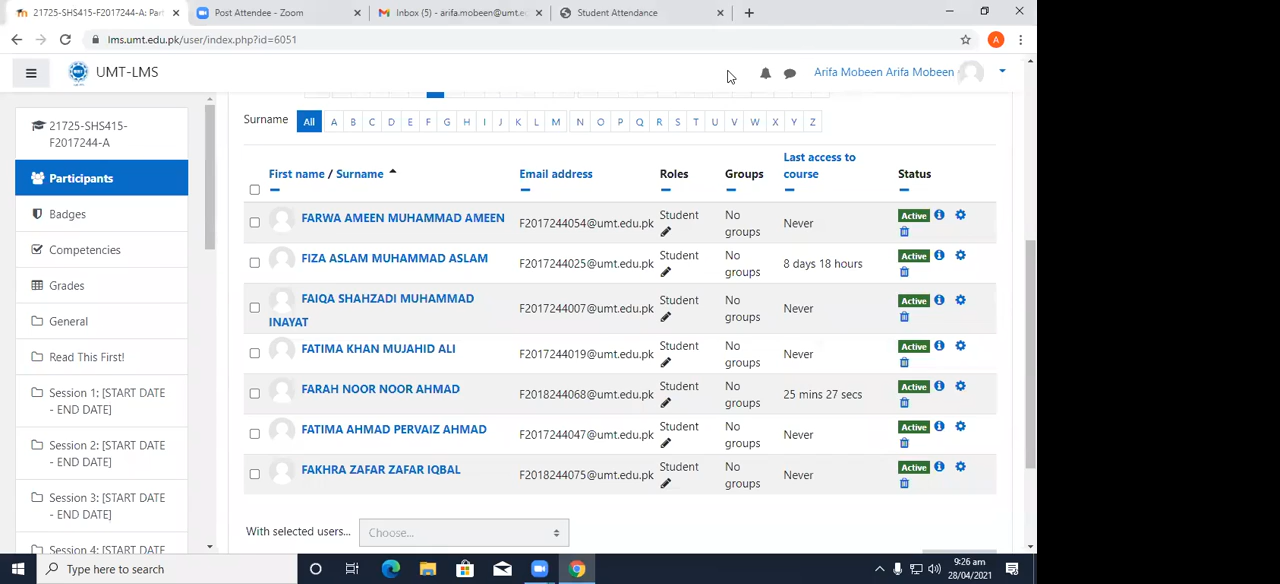 21725-SHS415-F2017244-A: Parti
Post Attendee - Zoom
Inbox (5) - arifa.mobeen@umt.ed
Student Attendance
lms.umt.edu.pk/user/index.php?id=6051
A
UMT-LMS
Arifa Mobeen Arifa Mobeen
21725-SHS415-
F2017244-A
Participants
Badges
Competencies
Grades
General
Read This First!
Session 1: [START DATE
- END DATE]
Session 2: [START DATE
- END DATE]
Session 3: [START DATE
- END DATE]
Session 4: [START DATE
Surname All A B C D E F G H I J K L M N O P Q R S T U V W X Y Z
First name / Surname Email address Roles Groups Last access to course Status
FARWA AMEEN MUHAMMAD AMEEN F2017244054@umt.edu.pk Student No groups Never Active
FIZA ASLAM MUHAMMAD ASLAM F2017244025@umt.edu.pk Student No groups 8 days 18 hours Active
FAIQA SHAHZADI MUHAMMAD INAYAT F2017244007@umt.edu.pk Student No groups Never Active
FATIMA KHAN MUJAHID ALI F2017244019@umt.edu.pk Student No groups Never Active
FARAH NOOR NOOR AHMAD F2018244068@umt.edu.pk Student No groups 25 mins 27 secs Active
FATIMA AHMAD PERVAIZ AHMAD F2017244047@umt.edu.pk Student No groups Never Active
FAKHRA ZAFAR ZAFAR IQBAL F2018244075@umt.edu.pk Student No groups Never Active
With selected users... Choose...
Type here to search
9:26 am
28/04/2021